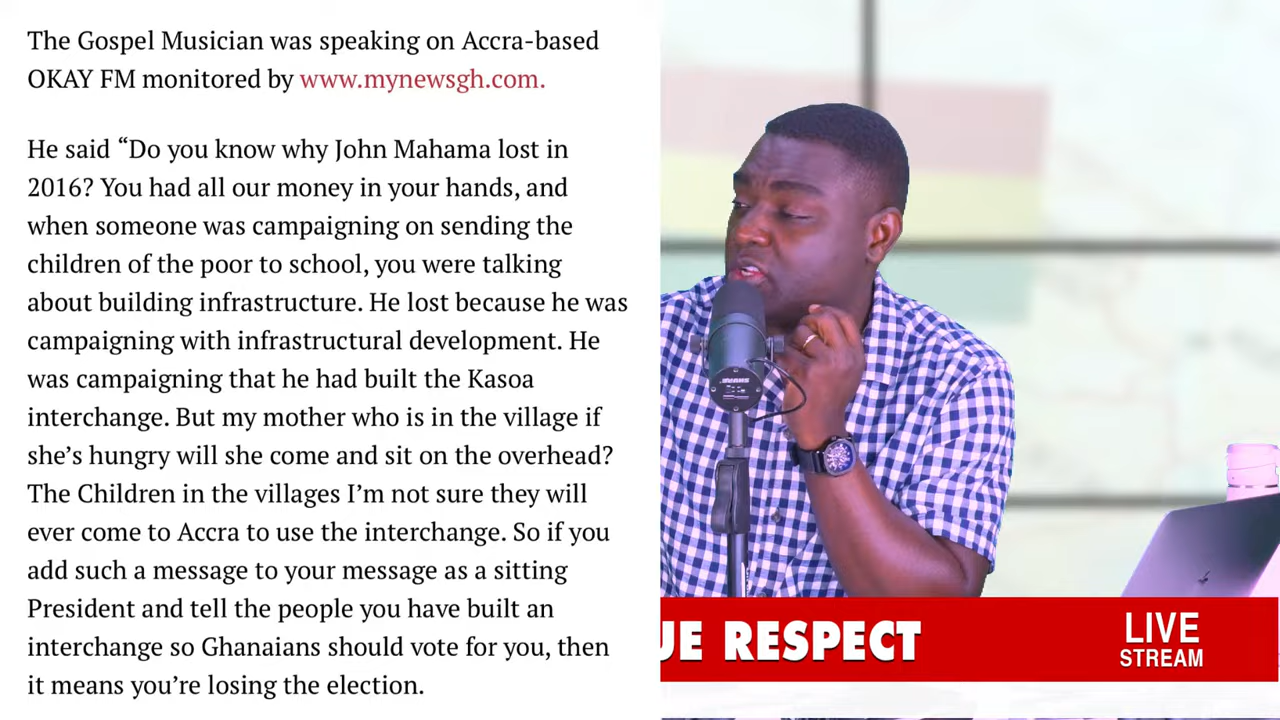 The Gospel Musician was speaking on Accra-based
OKAY FM monitored by www.mynewsgh.com.
He said “Do you know why John Mahama lost in
2016? You had all our money in your hands, and
when someone was campaigning on sending the
children of the poor to school, you were talking
about building infrastructure. He lost because he was
campaigning with infrastructural development. He
was campaigning that he had built the Kasoa
interchange. But my mother who is in the village if
she’s hungry will she come and sit on the overhead?
The Children in the villages I’m not sure they will
ever come to Accra to use the interchange. So if you
add such a message to your message as a sitting
President and tell the people you have built an
interchange so Ghanaians should vote for you, then
it means you’re losing the election.
SHURE
UE RESPECT
LIVE
STREAM